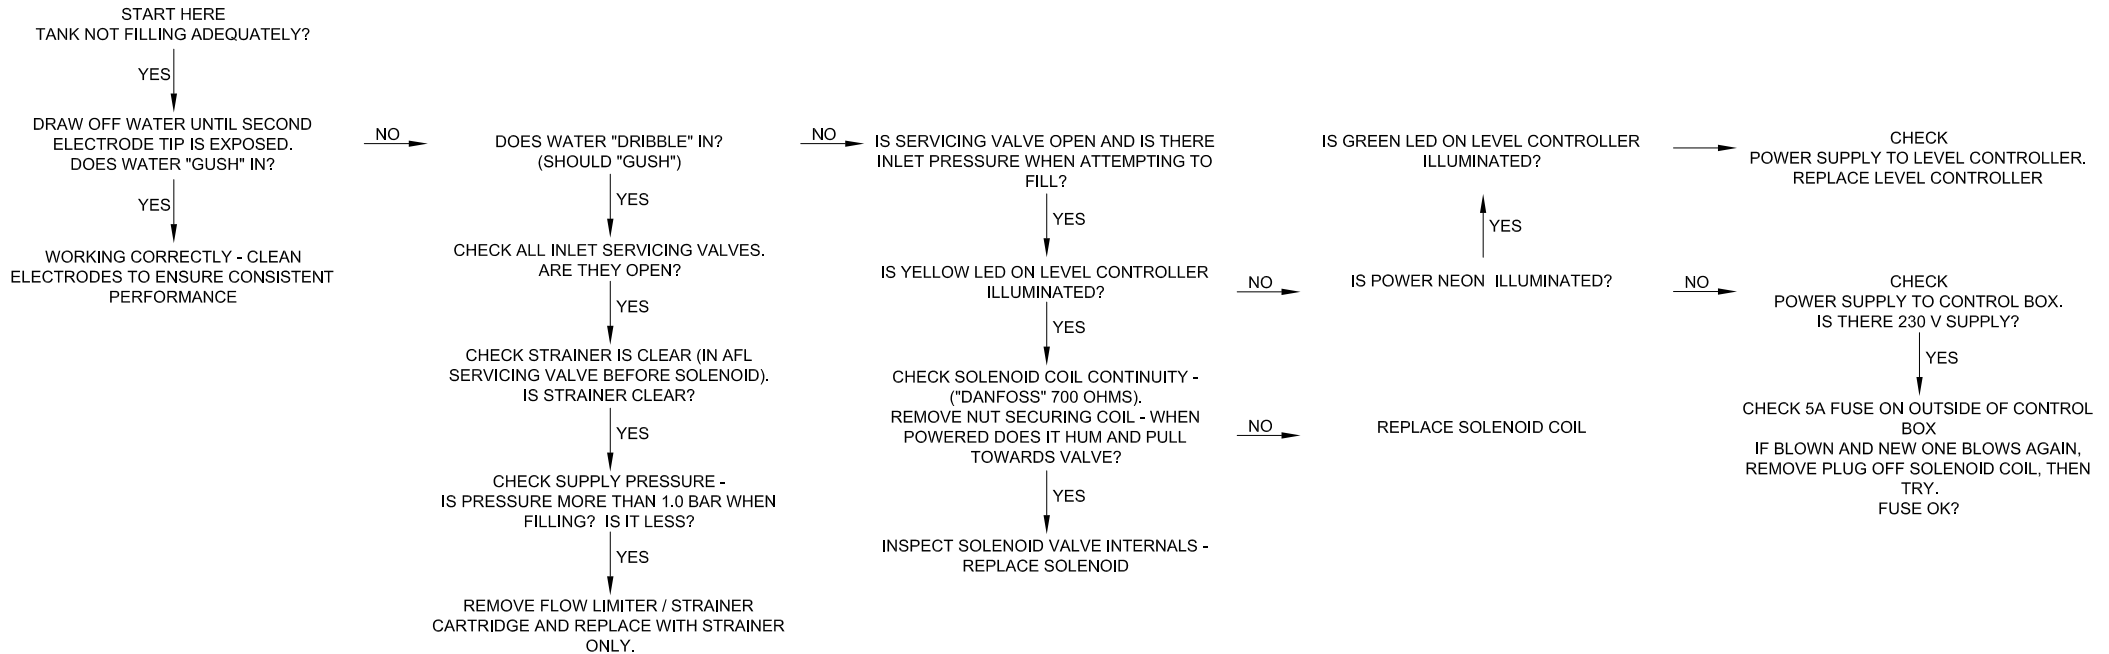 START HERE
TANK NOT FILLING ADEQUATELY?
YES
DRAW OFF WATER UNTIL SECOND
ELECTRODE TIP IS EXPOSED.
DOES WATER "GUSH" IN?
YES
WORKING CORRECTLY - CLEAN
ELECTRODES TO ENSURE CONSISTENT
PERFORMANCE
NO
DOES WATER "DRIBBLE" IN?
(SHOULD "GUSH")
YES
CHECK ALL INLET SERVICING VALVES.
ARE THEY OPEN?
YES
CHECK STRAINER IS CLEAR (IN AFL
SERVICING VALVE BEFORE SOLENOID).
IS STRAINER CLEAR?
YES
CHECK SUPPLY PRESSURE -
IS PRESSURE MORE THAN 1.0 BAR WHEN
FILLING? IS IT LESS?
YES
REMOVE FLOW LIMITER / STRAINER
CARTRIDGE AND REPLACE WITH STRAINER
ONLY.
NO
IS SERVICING VALVE OPEN AND IS THERE
INLET PRESSURE WHEN ATTEMPTING TO
FILL?
YES
IS YELLOW LED ON LEVEL CONTROLLER
ILLUMINATED?
YES
CHECK SOLENOID COIL CONTINUITY -
("DANFOSS" 700 OHMS).
REMOVE NUT SECURING COIL - WHEN
POWERED DOES IT HUM AND PULL
TOWARDS VALVE?
YES
INSPECT SOLENOID VALVE INTERNALS -
REPLACE SOLENOID
NO
REPLACE SOLENOID COIL
NO
IS POWER NEON ILLUMINATED?
YES
IS GREEN LED ON LEVEL CONTROLLER
ILLUMINATED?
CHECK
POWER SUPPLY TO LEVEL CONTROLLER.
REPLACE LEVEL CONTROLLER
NO
CHECK
POWER SUPPLY TO CONTROL BOX.
IS THERE 230 V SUPPLY?
YES
CHECK 5A FUSE ON OUTSIDE OF CONTROL
BOX
IF BLOWN AND NEW ONE BLOWS AGAIN,
REMOVE PLUG OFF SOLENOID COIL, THEN
TRY.
FUSE OK?